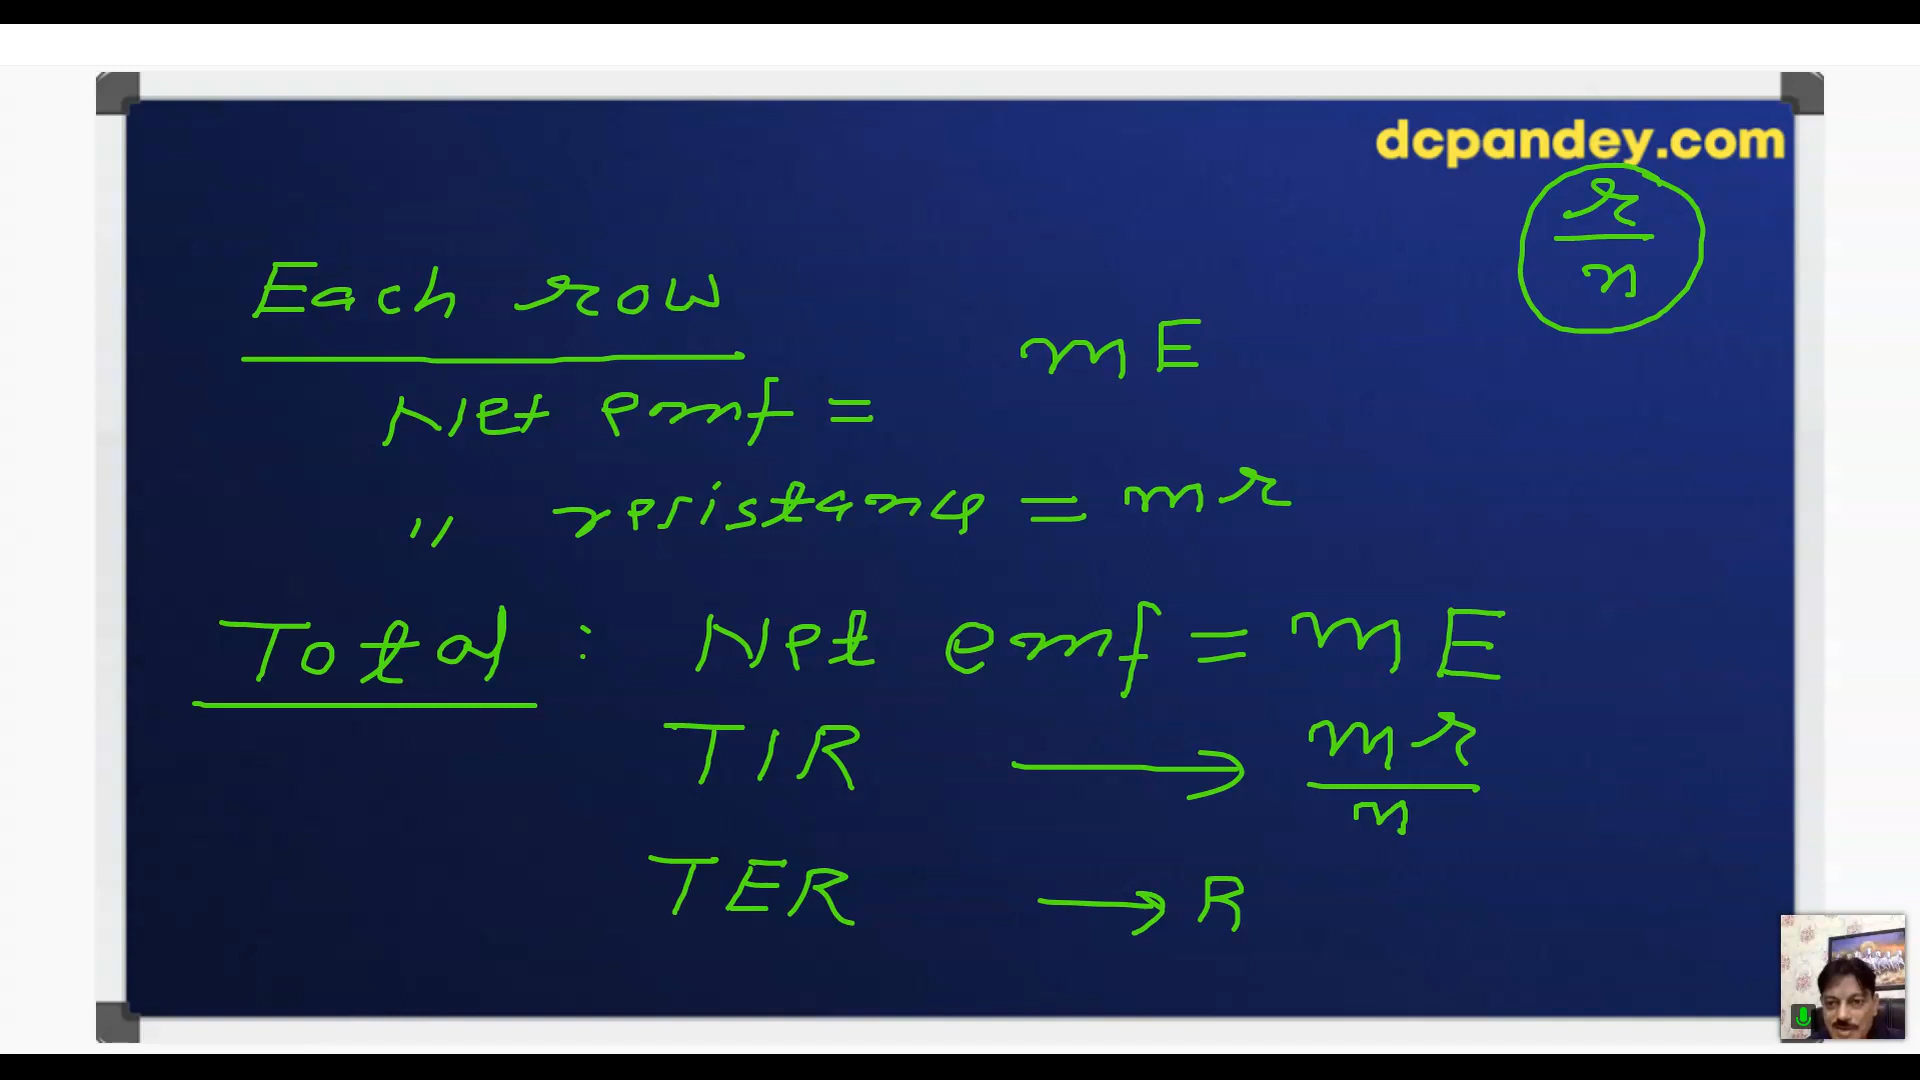 dcpandey.com
r/n
Each row
mE
Net emf =
" resistance = mr
Total : Net emf = mE
TIR → mr/n
TER → R